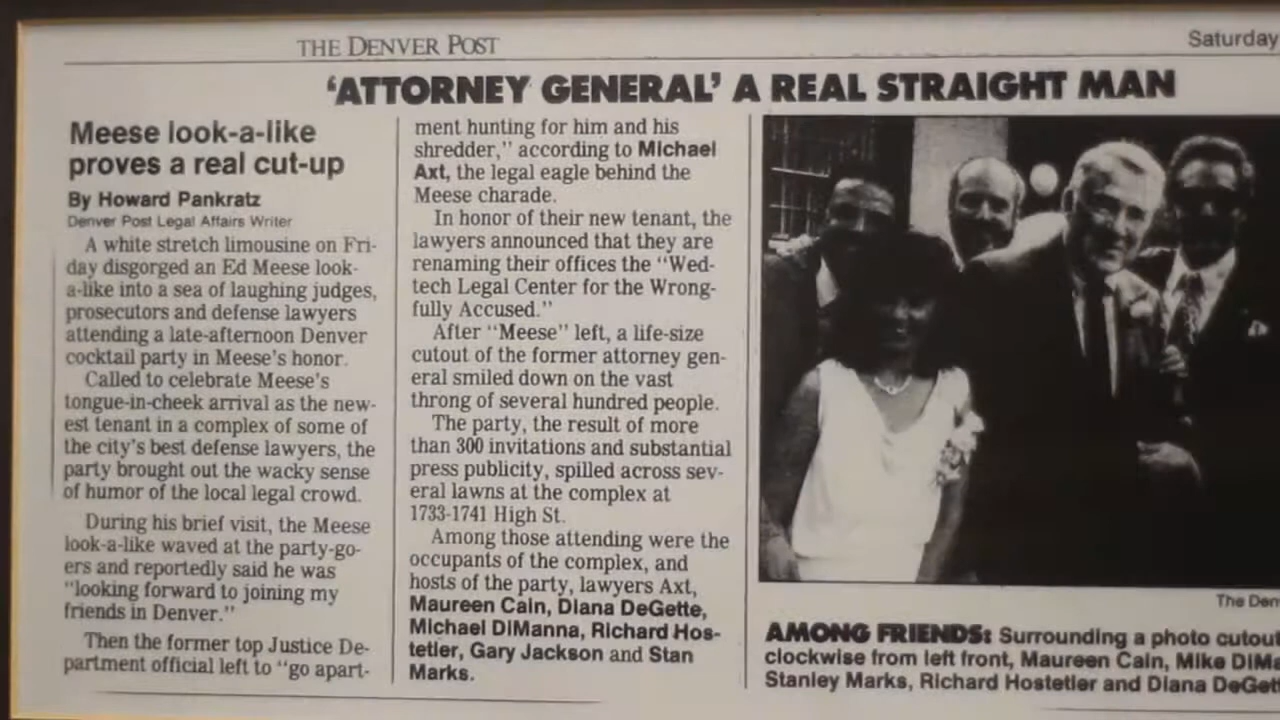 THE DENVER POST
Saturday
'ATTORNEY GENERAL' A REAL STRAIGHT MAN
Meese look-a-like
proves a real cut-up
By Howard Pankratz
Denver Post Legal Affairs Writer
A white stretch limousine on Fri-
day disgorged an Ed Meese look-
a-like into a sea of laughing judges,
prosecutors and defense lawyers
attending a late-afternoon Denver
cocktail party in Meese's honor.
Called to celebrate Meese's
tongue-in-cheek arrival as the new-
est tenant in a complex of some of
the city's best defense lawyers, the
party brought out the wacky sense
of humor of the local legal crowd.
During his brief visit, the Meese
look-a-like waved at the party-go-
ers and reportedly said he was
"looking forward to joining my
friends in Denver."
Then the former top Justice De-
partment official left to "go apart-
ment hunting for him and his
shredder," according to Michael
Axt, the legal eagle behind the
Meese charade.
In honor of their new tenant, the
lawyers announced that they are
renaming their offices the "Wed-
tech Legal Center for the Wrong-
fully Accused."
After "Meese" left, a life-size
cutout of the former attorney gen-
eral smiled down on the vast
throng of several hundred people.
The party, the result of more
than 300 invitations and substantial
press publicity, spilled across sev-
eral lawns at the complex at
1733-1741 High St.
Among those attending were the
occupants of the complex, and
hosts of the party, lawyers Axt,
Maureen Cain, Diana DeGette,
Michael DiManna, Richard Hos-
tetler, Gary Jackson and Stan
Marks.
The Den
AMONG FRIENDS: Surrounding a photo cutout
clockwise from left front, Maureen Cain, Mike DiMa
Stanley Marks, Richard Hostetler and Diana DeGett